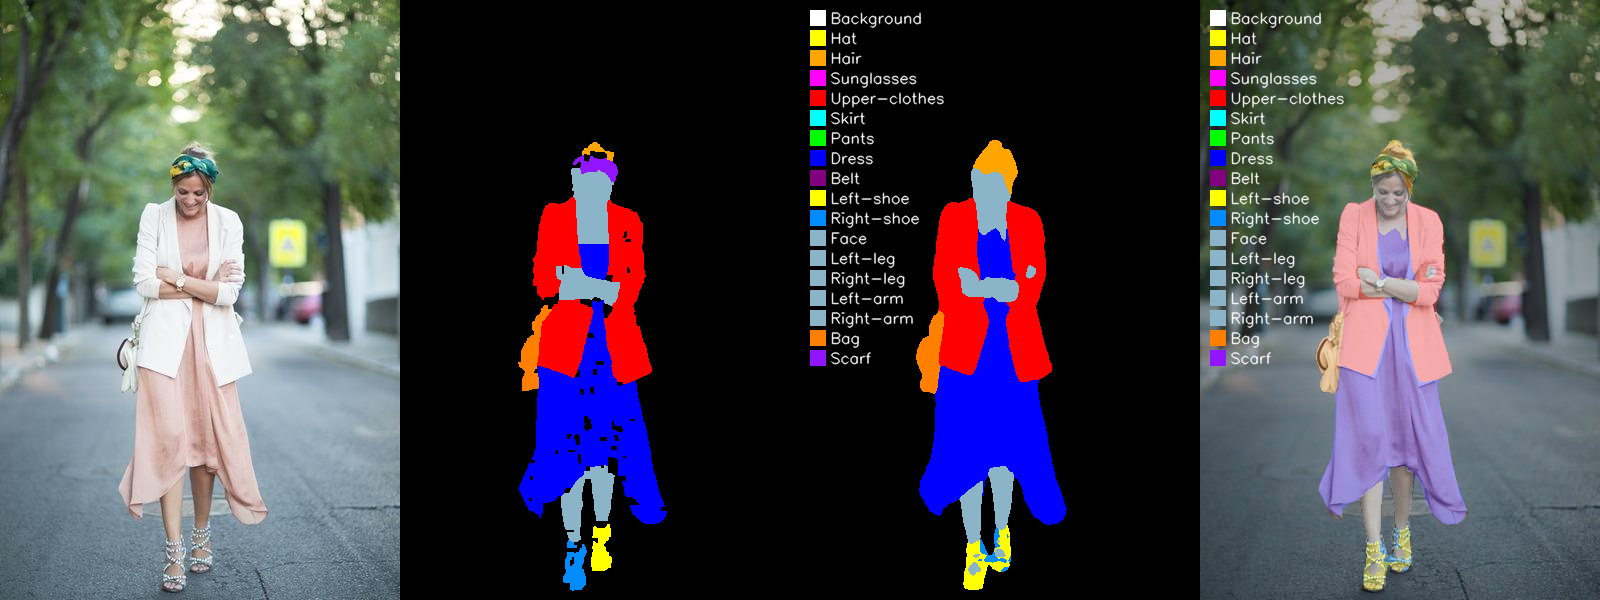 Background
Hat
Hair
Sunglasses
Upper-clothes
Skirt
Pants
Dress
Belt
Left-shoe
Right-shoe
Face
Left-leg
Right-leg
Left-arm
Right-arm
Bag
Scarf
Background
Hat
Hair
Sunglasses
Upper-clothes
Skirt
Pants
Dress
Belt
Left-shoe
Right-shoe
Face
Left-leg
Right-leg
Left-arm
Right-arm
Bag
Scarf